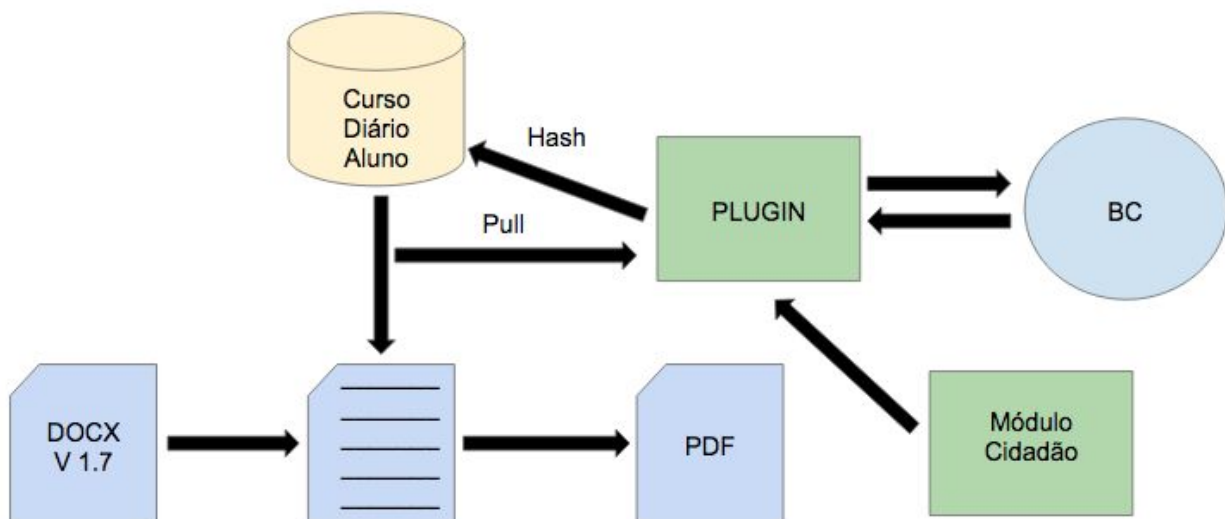 Curso
Diário
Aluno
Hash
PLUGIN
BC
Pull
DOCX
V 1.7
PDF
Módulo
Cidadão